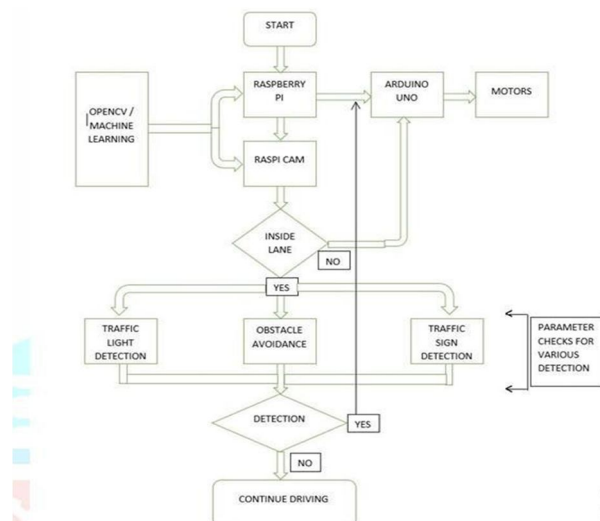 START
RASPBERRY
PI
ARDUINO
UNO
MOTORS
OPENCV /
MACHINE
LEARNING
RASPI CAM
INSIDE
LANE
NO
YES
TRAFFIC
LIGHT
DETECTION
OBSTACLE
AVOIDANCE
TRAFFIC
SIGN
DETECTION
PARAMETER
CHECKS FOR
VARIOUS
DETECTION
DETECTION
YES
NO
CONTINUE DRIVING